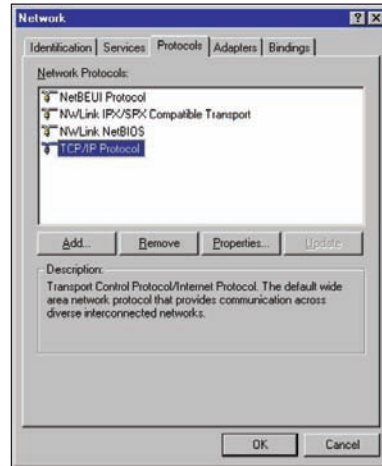 Network
Identification Services Protocols Adapters Bindings
Network Protocols:
NetBEUI Protocol
NWLink IPX/SPX Compatible Transport
NWLink NetBIOS
TCP/IP Protocol
Add... Remove Properties... Update
Description:
Transport Control Protocol/Internet Protocol. The default wide
area network protocol that provides communication across
diverse interconnected networks.
OK Cancel